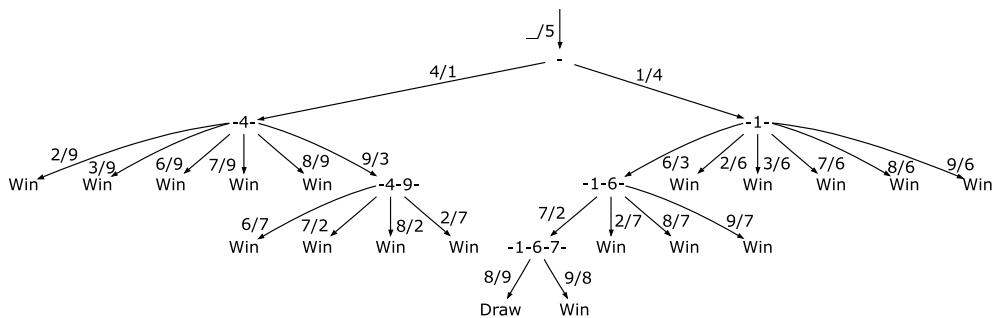 _/5
-
4/1 1/4
-4- -1-
2/9 3/9 6/9 7/9 8/9 9/3 6/3 2/6 3/6 7/6 8/6 9/6
Win Win Win Win Win -4-9- -1-6- Win Win Win Win Win Win
6/7 7/2 8/2 2/7 7/2 2/7 8/7 9/7
Win Win Win Win -1-6-7- Win Win Win
8/9 9/8
Draw Win